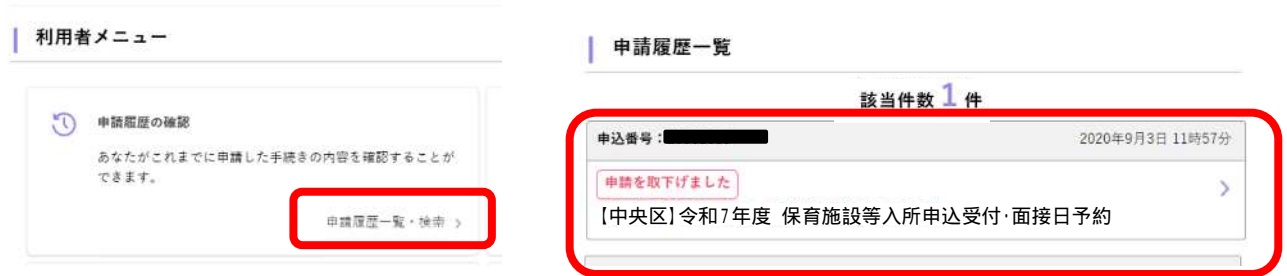 利用者メニュー
申請履歴の確認
あなたがこれまでに申請した手続きの内容を確認することが
できます。
申請履歴一覧・検索 >
申請履歴一覧
該当件数 1 件
申込番号：
2020年9月3日 11時57分
申請を取下げました
【中央区】令和7年度 保育施設等入所申込受付･面接日予約